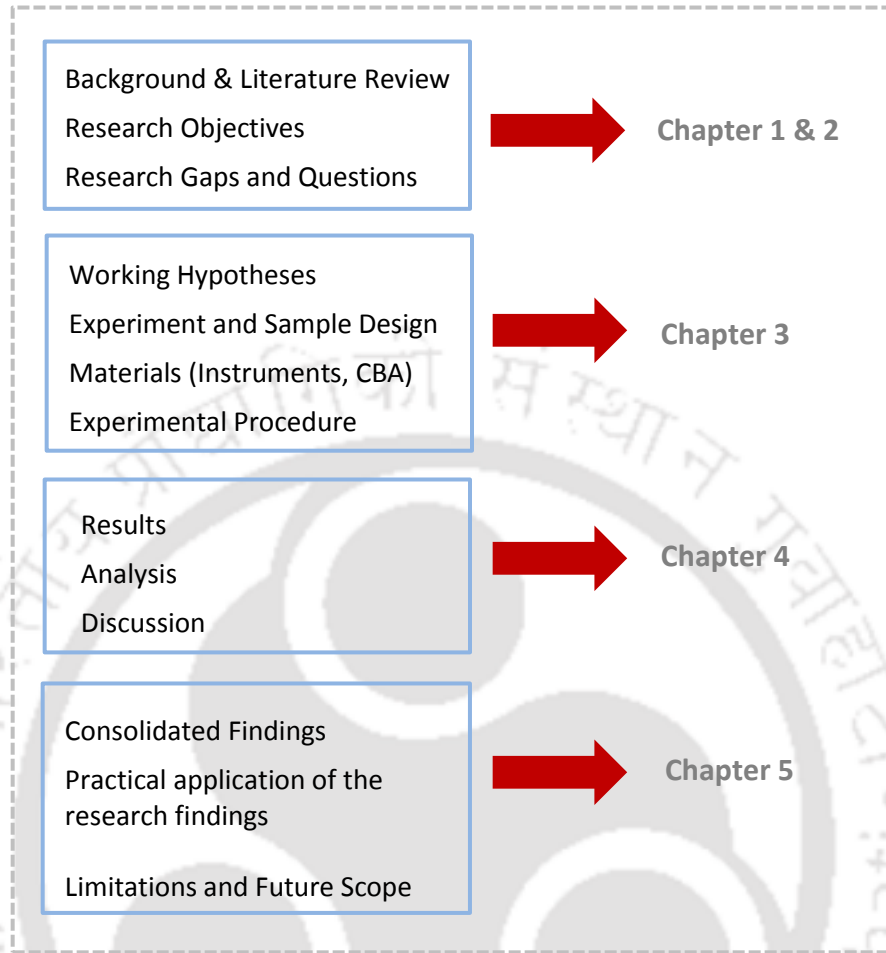 Background & Literature Review
Research Objectives
Research Gaps and Questions
Chapter 1 & 2
Working Hypotheses
Experiment and Sample Design
Materials (Instruments, CBA)
Experimental Procedure
Chapter 3
Results
Analysis
Discussion
Chapter 4
Consolidated Findings
Practical application of the
research findings
Limitations and Future Scope
Chapter 5